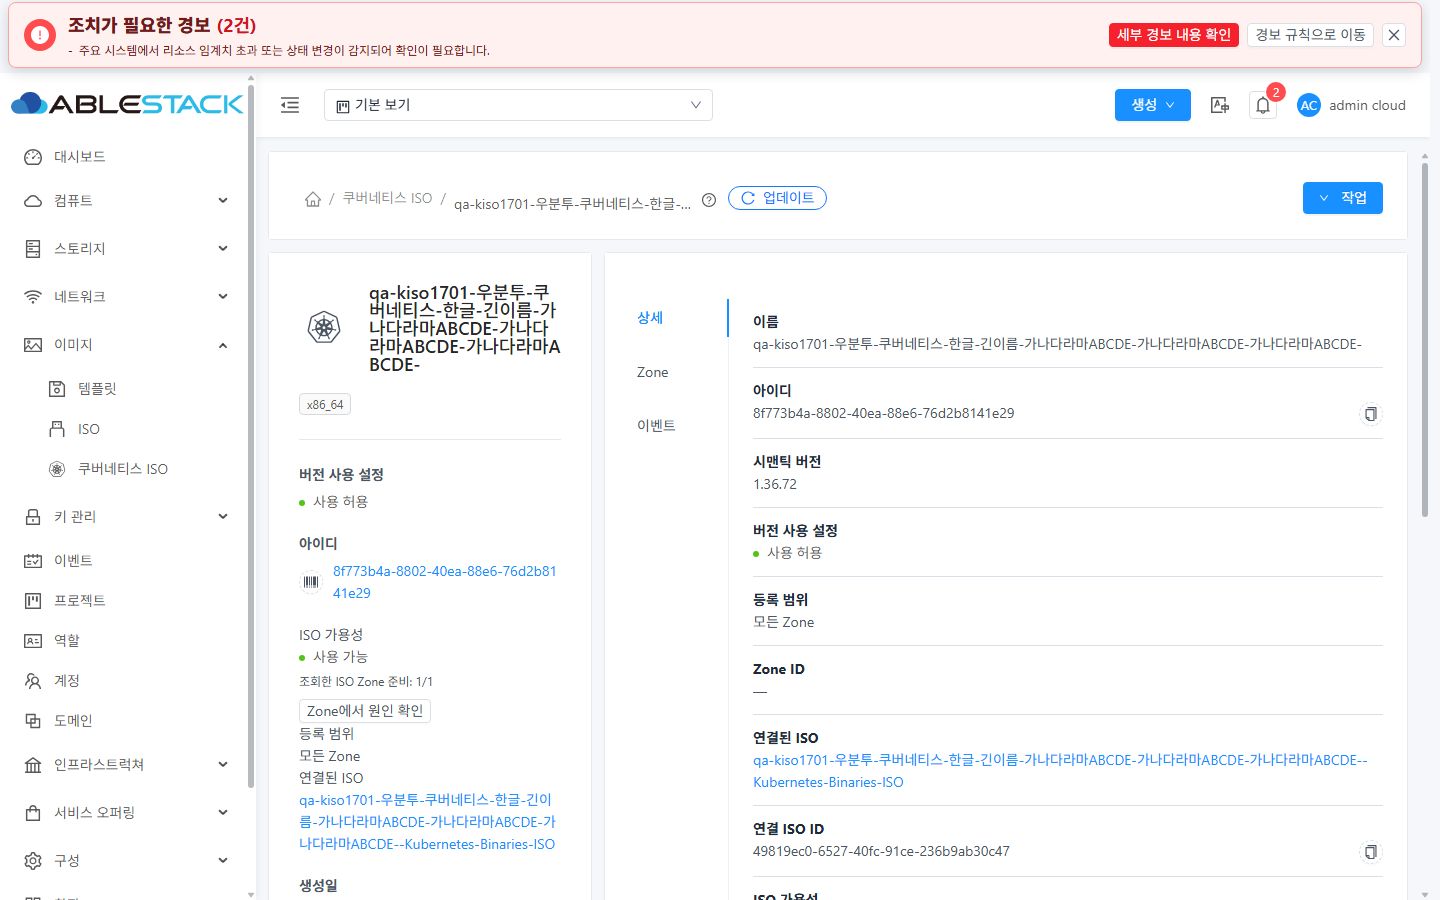 조치가 필요한 경보 (2건)
- 주요 시스템에서 리소스 임계치 초과 또는 상태 변경이 감지되어 확인이 필요합니다.
세부 경보 내용 확인
경보 규칙으로 이동
ABLESTACK
기본 보기
생성
2
AC
admin cloud
대시보드
컴퓨트
스토리지
네트워크
이미지
템플릿
ISO
쿠버네티스 ISO
키 관리
이벤트
프로젝트
역할
계정
도메인
인프라스트럭쳐
서비스 오퍼링
구성
/ 쿠버네티스 ISO / qa-kiso1701-우분투-쿠버네티스-한글-...
업데이트
작업
qa-kiso1701-우분투-쿠
버네티스-한글-긴이름-가
나다라마ABCDE-가나다
라마ABCDE-가나다라마A
BCDE-
x86_64
버전 사용 설정
사용 허용
아이디
8f773b4a-8802-40ea-88e6-76d2b81
41e29
ISO 가용성
사용 가능
조회한 ISO Zone 준비: 1/1
Zone에서 원인 확인
등록 범위
모든 Zone
연결된 ISO
qa-kiso1701-우분투-쿠버네티스-한글-긴이
름-가나다라마ABCDE-가나다라마ABCDE-가
나다라마ABCDE--Kubernetes-Binaries-ISO
생성일
상세
Zone
이벤트
이름
qa-kiso1701-우분투-쿠버네티스-한글-긴이름-가나다라마ABCDE-가나다라마ABCDE-가나다라마ABCDE-
아이디
8f773b4a-8802-40ea-88e6-76d2b8141e29
시맨틱 버전
1.36.72
버전 사용 설정
사용 허용
등록 범위
모든 Zone
Zone ID
—
연결된 ISO
qa-kiso1701-우분투-쿠버네티스-한글-긴이름-가나다라마ABCDE-가나다라마ABCDE-가나다라마ABCDE--
Kubernetes-Binaries-ISO
연결 ISO ID
49819ec0-6527-40fc-91ce-236b9ab30c47
ISO 가용성